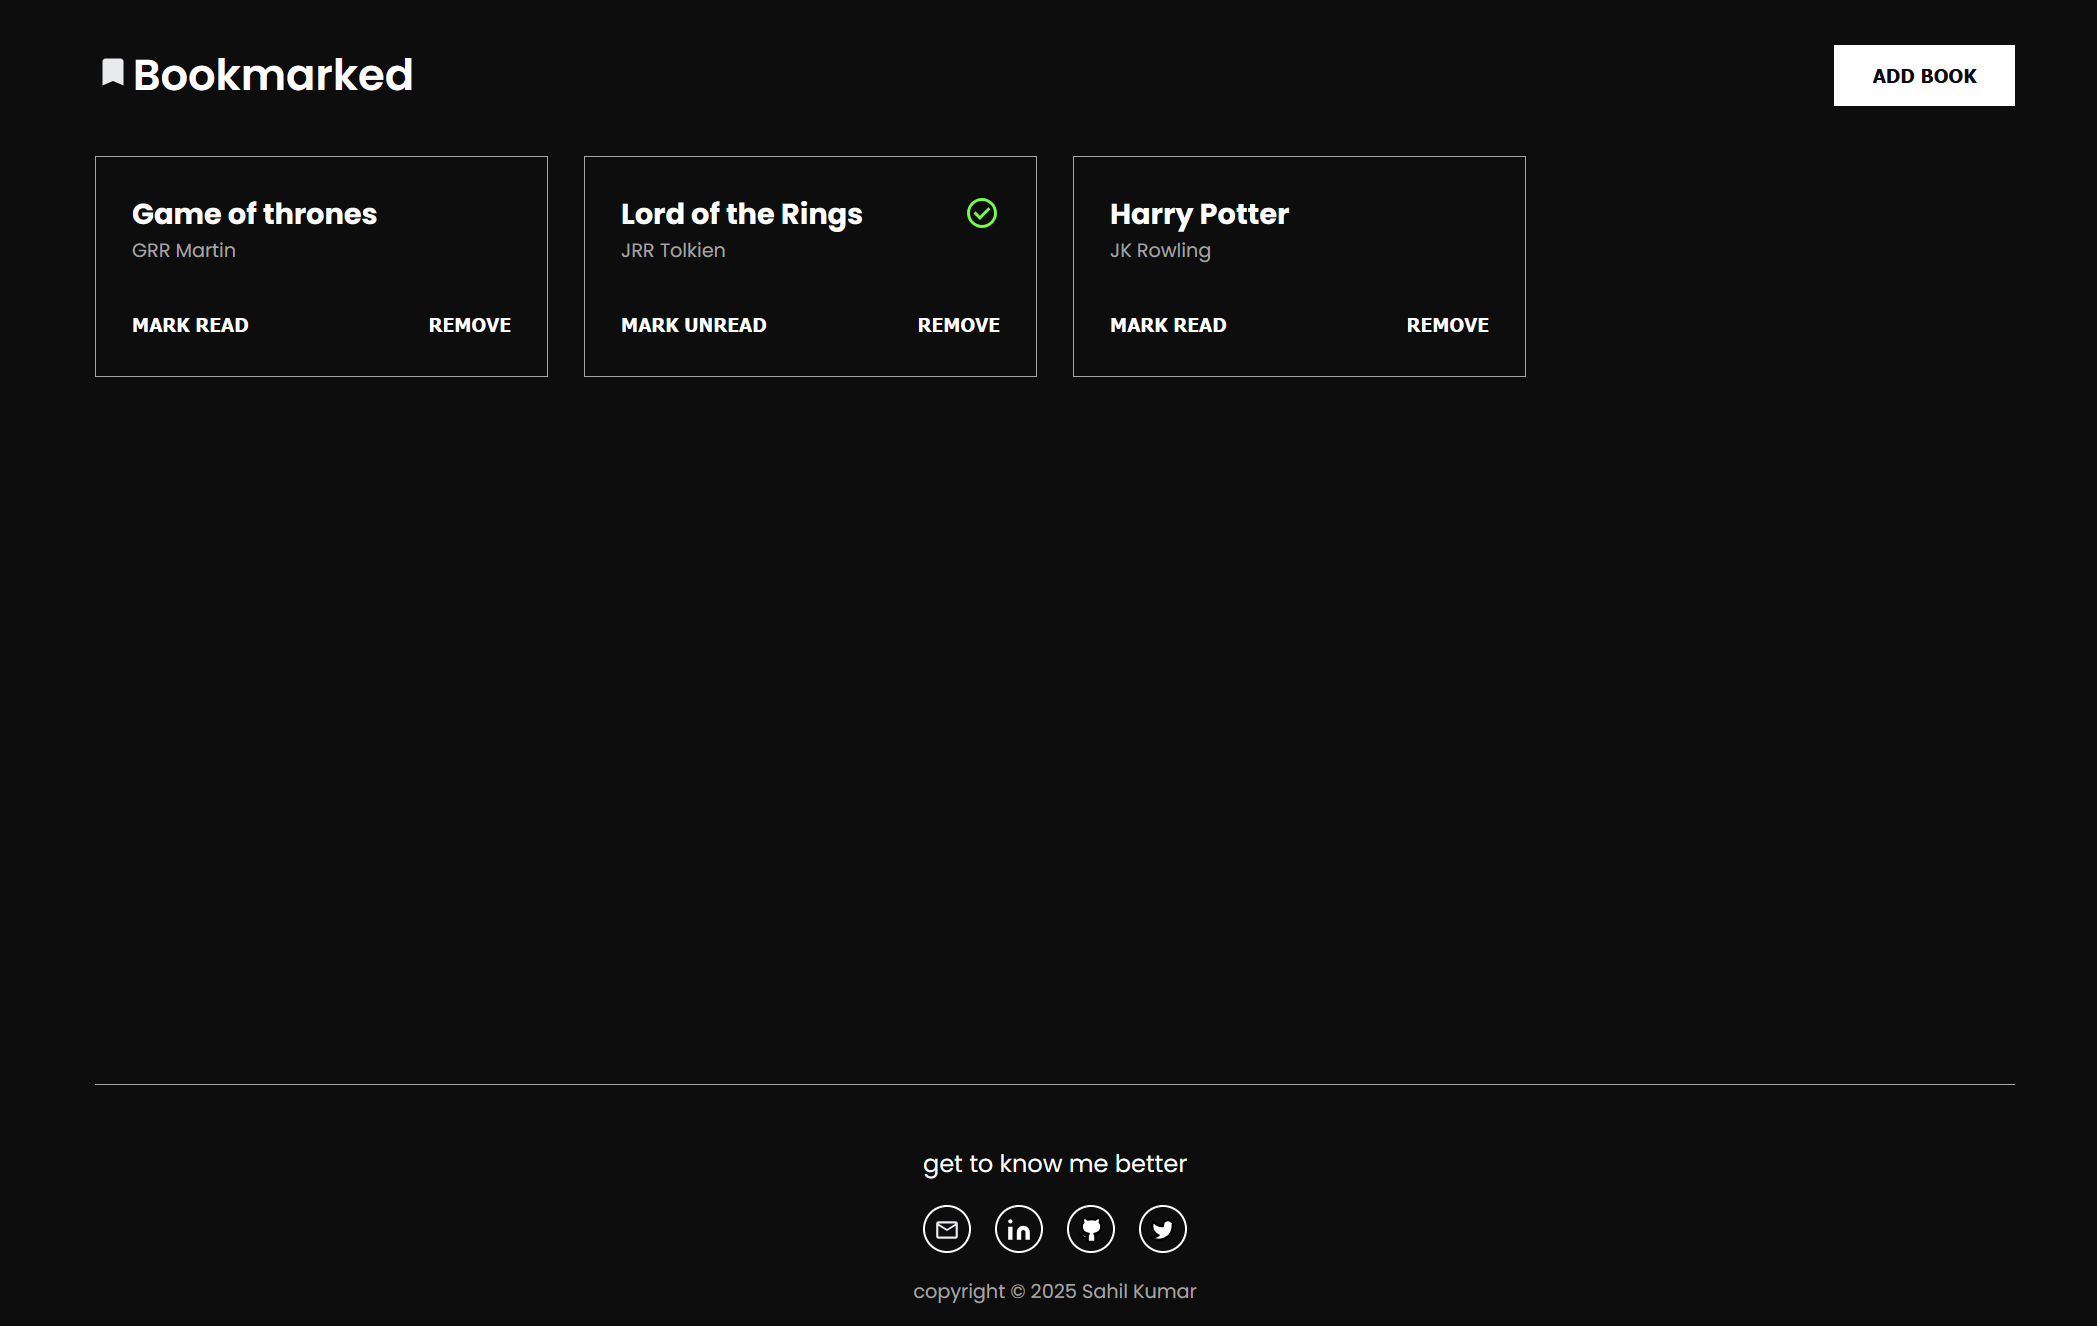 Bookmarked
ADD BOOK
Game of thrones
GRR Martin
MARK READ
REMOVE
Lord of the Rings
JRR Tolkien
MARK UNREAD
REMOVE
Harry Potter
JK Rowling
MARK READ
REMOVE
get to know me better
in
copyright © 2025 Sahil Kumar